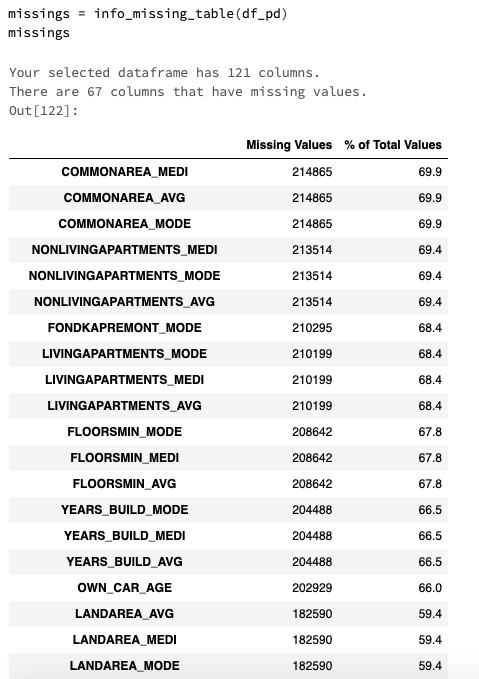 missings = info_missing_table(df_pd)
missings
Your selected dataframe has 121 columns.
There are 67 columns that have missing values.
Out[122]:
Missing Values % of Total Values
COMMONAREA_MEDI 214865 69.9
COMMONAREA_AVG 214865 69.9
COMMONAREA_MODE 214865 69.9
NONLIVINGAPARTMENTS_MEDI 213514 69.4
NONLIVINGAPARTMENTS_MODE 213514 69.4
NONLIVINGAPARTMENTS_AVG 213514 69.4
FONDKAPREMONT_MODE 210295 68.4
LIVINGAPARTMENTS_MODE 210199 68.4
LIVINGAPARTMENTS_MEDI 210199 68.4
LIVINGAPARTMENTS_AVG 210199 68.4
FLOORSMIN_MODE 208642 67.8
FLOORSMIN_MEDI 208642 67.8
FLOORSMIN_AVG 208642 67.8
YEARS_BUILD_MODE 204488 66.5
YEARS_BUILD_MEDI 204488 66.5
YEARS_BUILD_AVG 204488 66.5
OWN_CAR_AGE 202929 66.0
LANDAREA_AVG 182590 59.4
LANDAREA_MEDI 182590 59.4
LANDAREA_MODE 182590 59.4